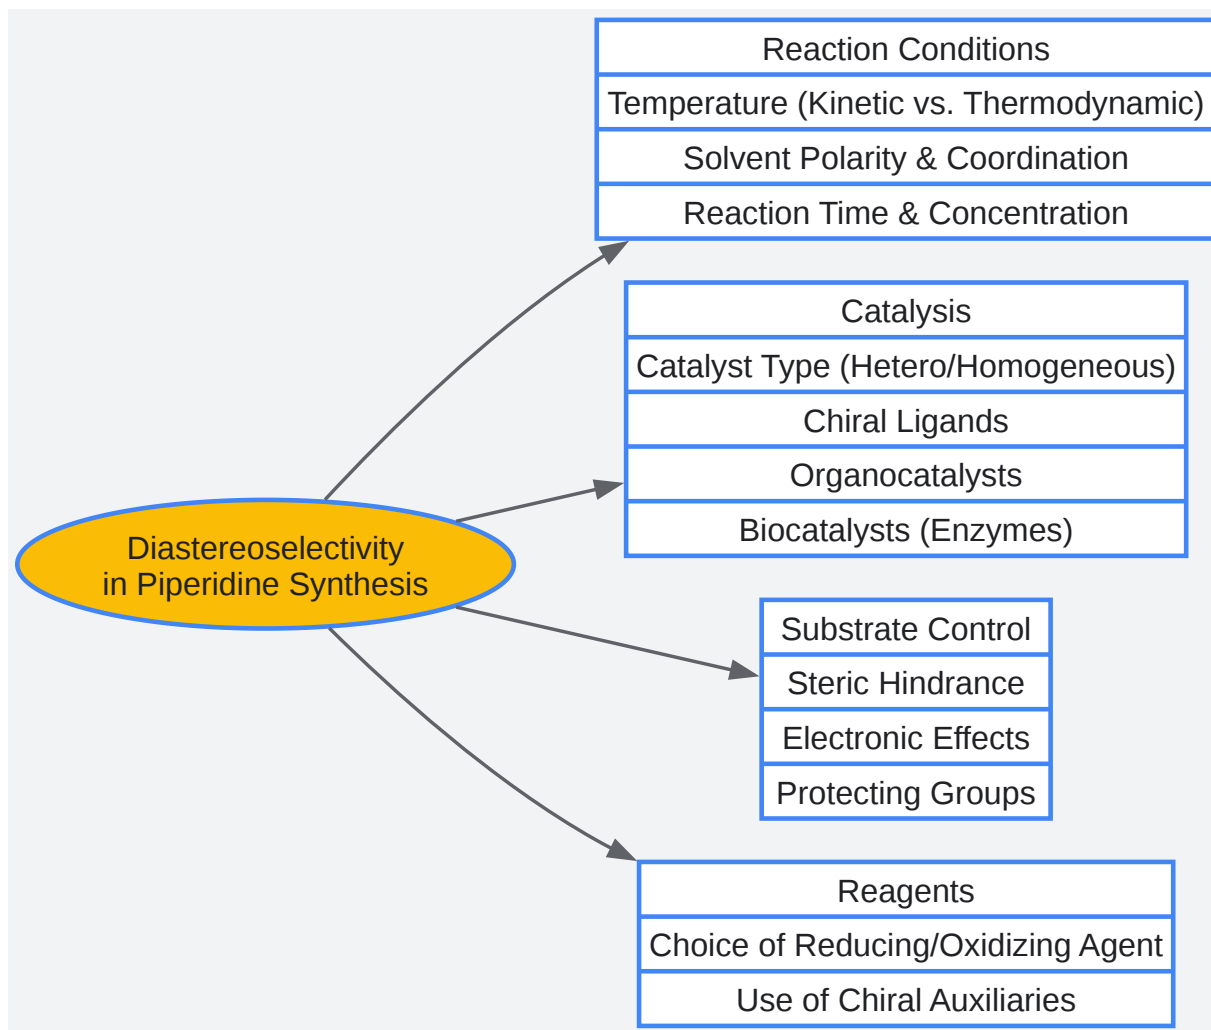 Reaction Conditions
Temperature (Kinetic vs. Thermodynamic)
Solvent Polarity & Coordination
Reaction Time & Concentration
Catalysis
Catalyst Type (Hetero/Homogeneous)
Chiral Ligands
Organocatalysts
Biocatalysts (Enzymes)
Diastereoselectivity
in Piperidine Synthesis
Substrate Control
Steric Hindrance
Electronic Effects
Protecting Groups
Reagents
Choice of Reducing/Oxidizing Agent
Use of Chiral Auxiliaries